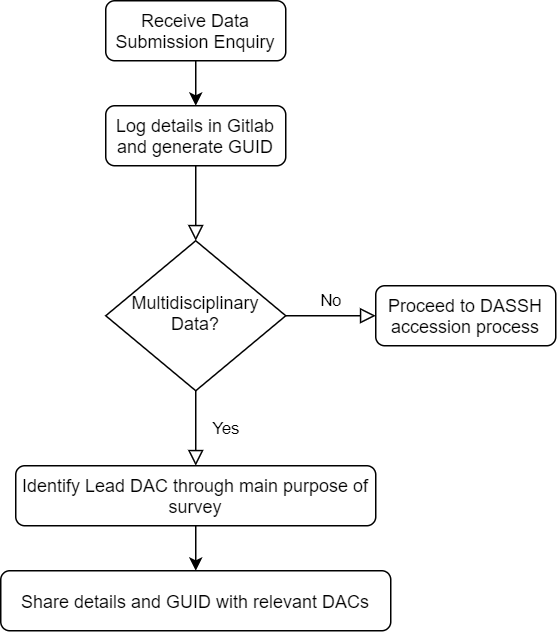 Receive Data
Submission Enquiry
Log details in Gitlab
and generate GUID
Multidisciplinary
Data?
No
Proceed to DASSH
accession process
Yes
Identify Lead DAC through main purpose of
survey
Share details and GUID with relevant DACs